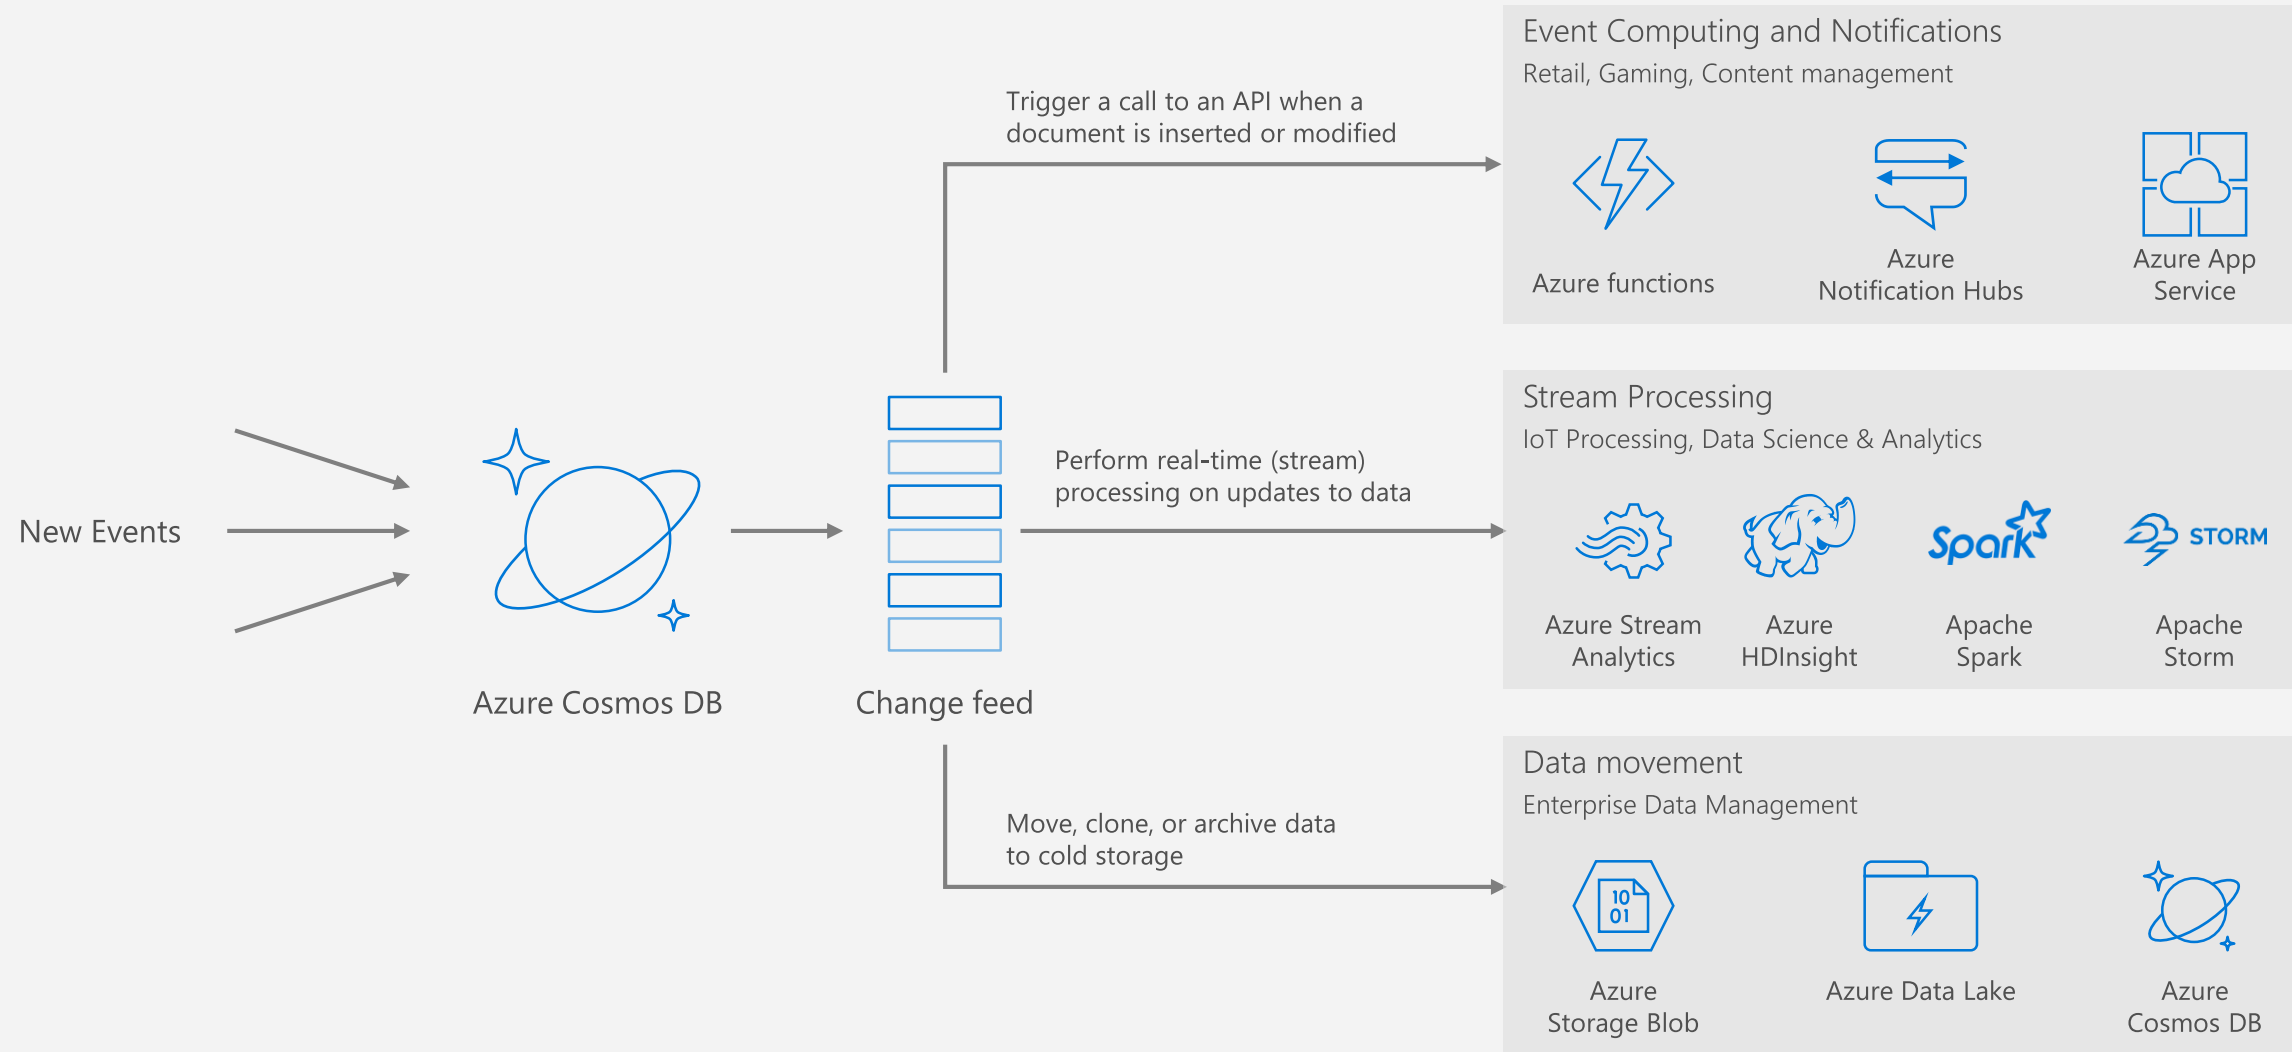 New Events
Azure Cosmos DB
Change feed
Trigger a call to an API when a
document is inserted or modified
Perform real-time (stream)
processing on updates to data
Move, clone, or archive data
to cold storage
Event Computing and Notifications
Retail, Gaming, Content management
Azure functions
Azure
Notification Hubs
Azure App
Service
Stream Processing
IoT Processing, Data Science & Analytics
Spark
STORM
Azure Stream
Analytics
Azure
HDInsight
Apache
Spark
Apache
Storm
Data movement
Enterprise Data Management
10
01
Azure
Storage Blob
Azure Data Lake
Azure
Cosmos DB